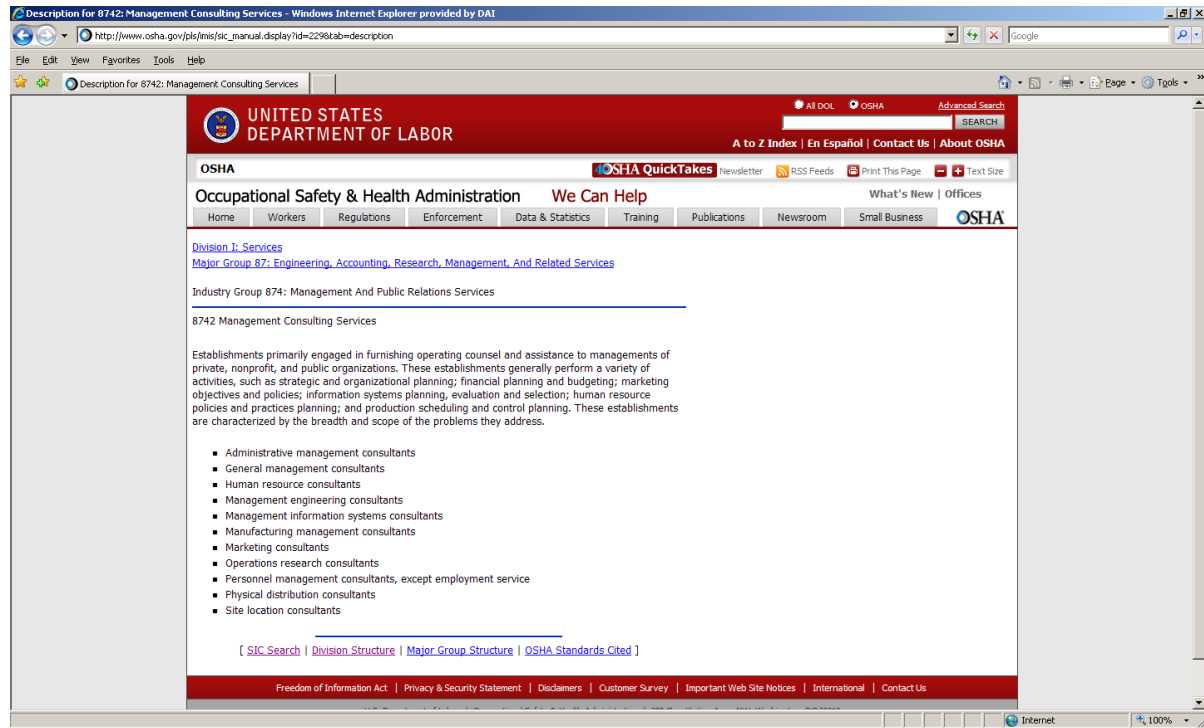 Description for 8742: Management Consulting Services - Windows Internet Explorer provided by DAI
http://www.osha.gov/pls/imis/sic_manual.display?id=229&tab=description
Google
File Edit View Favorites Tools Help
Description for 8742: Management Consulting Services
Page Tools »
UNITED STATES
DEPARTMENT OF LABOR
All DOL OSHA Advanced Search
SEARCH
A to Z Index | En Español | Contact Us | About OSHA
OSHA
OSHA QuickTakes Newsletter RSS Feeds Print This Page Text Size
Occupational Safety & Health Administration We Can Help
What's New | Offices
Home Workers Regulations Enforcement Data & Statistics Training Publications Newsroom Small Business OSHA
Division I: Services
Major Group 87: Engineering, Accounting, Research, Management, And Related Services
Industry Group 874: Management And Public Relations Services
8742 Management Consulting Services
Establishments primarily engaged in furnishing operating counsel and assistance to managements of
private, nonprofit, and public organizations. These establishments generally perform a variety of
activities, such as strategic and organizational planning; financial planning and budgeting; marketing
objectives and policies; information systems planning, evaluation and selection; human resource
policies and practices planning; and production scheduling and control planning. These establishments
are characterized by the breadth and scope of the problems they address.
Administrative management consultants
General management consultants
Human resource consultants
Management engineering consultants
Management information systems consultants
Manufacturing management consultants
Marketing consultants
Operations research consultants
Personnel management consultants, except employment service
Physical distribution consultants
Site location consultants
[ SIC Search | Division Structure | Major Group Structure | OSHA Standards Cited ]
Freedom of Information Act | Privacy & Security Statement | Disclaimers | Customer Survey | Important Web Site Notices | International | Contact Us
Internet 100%